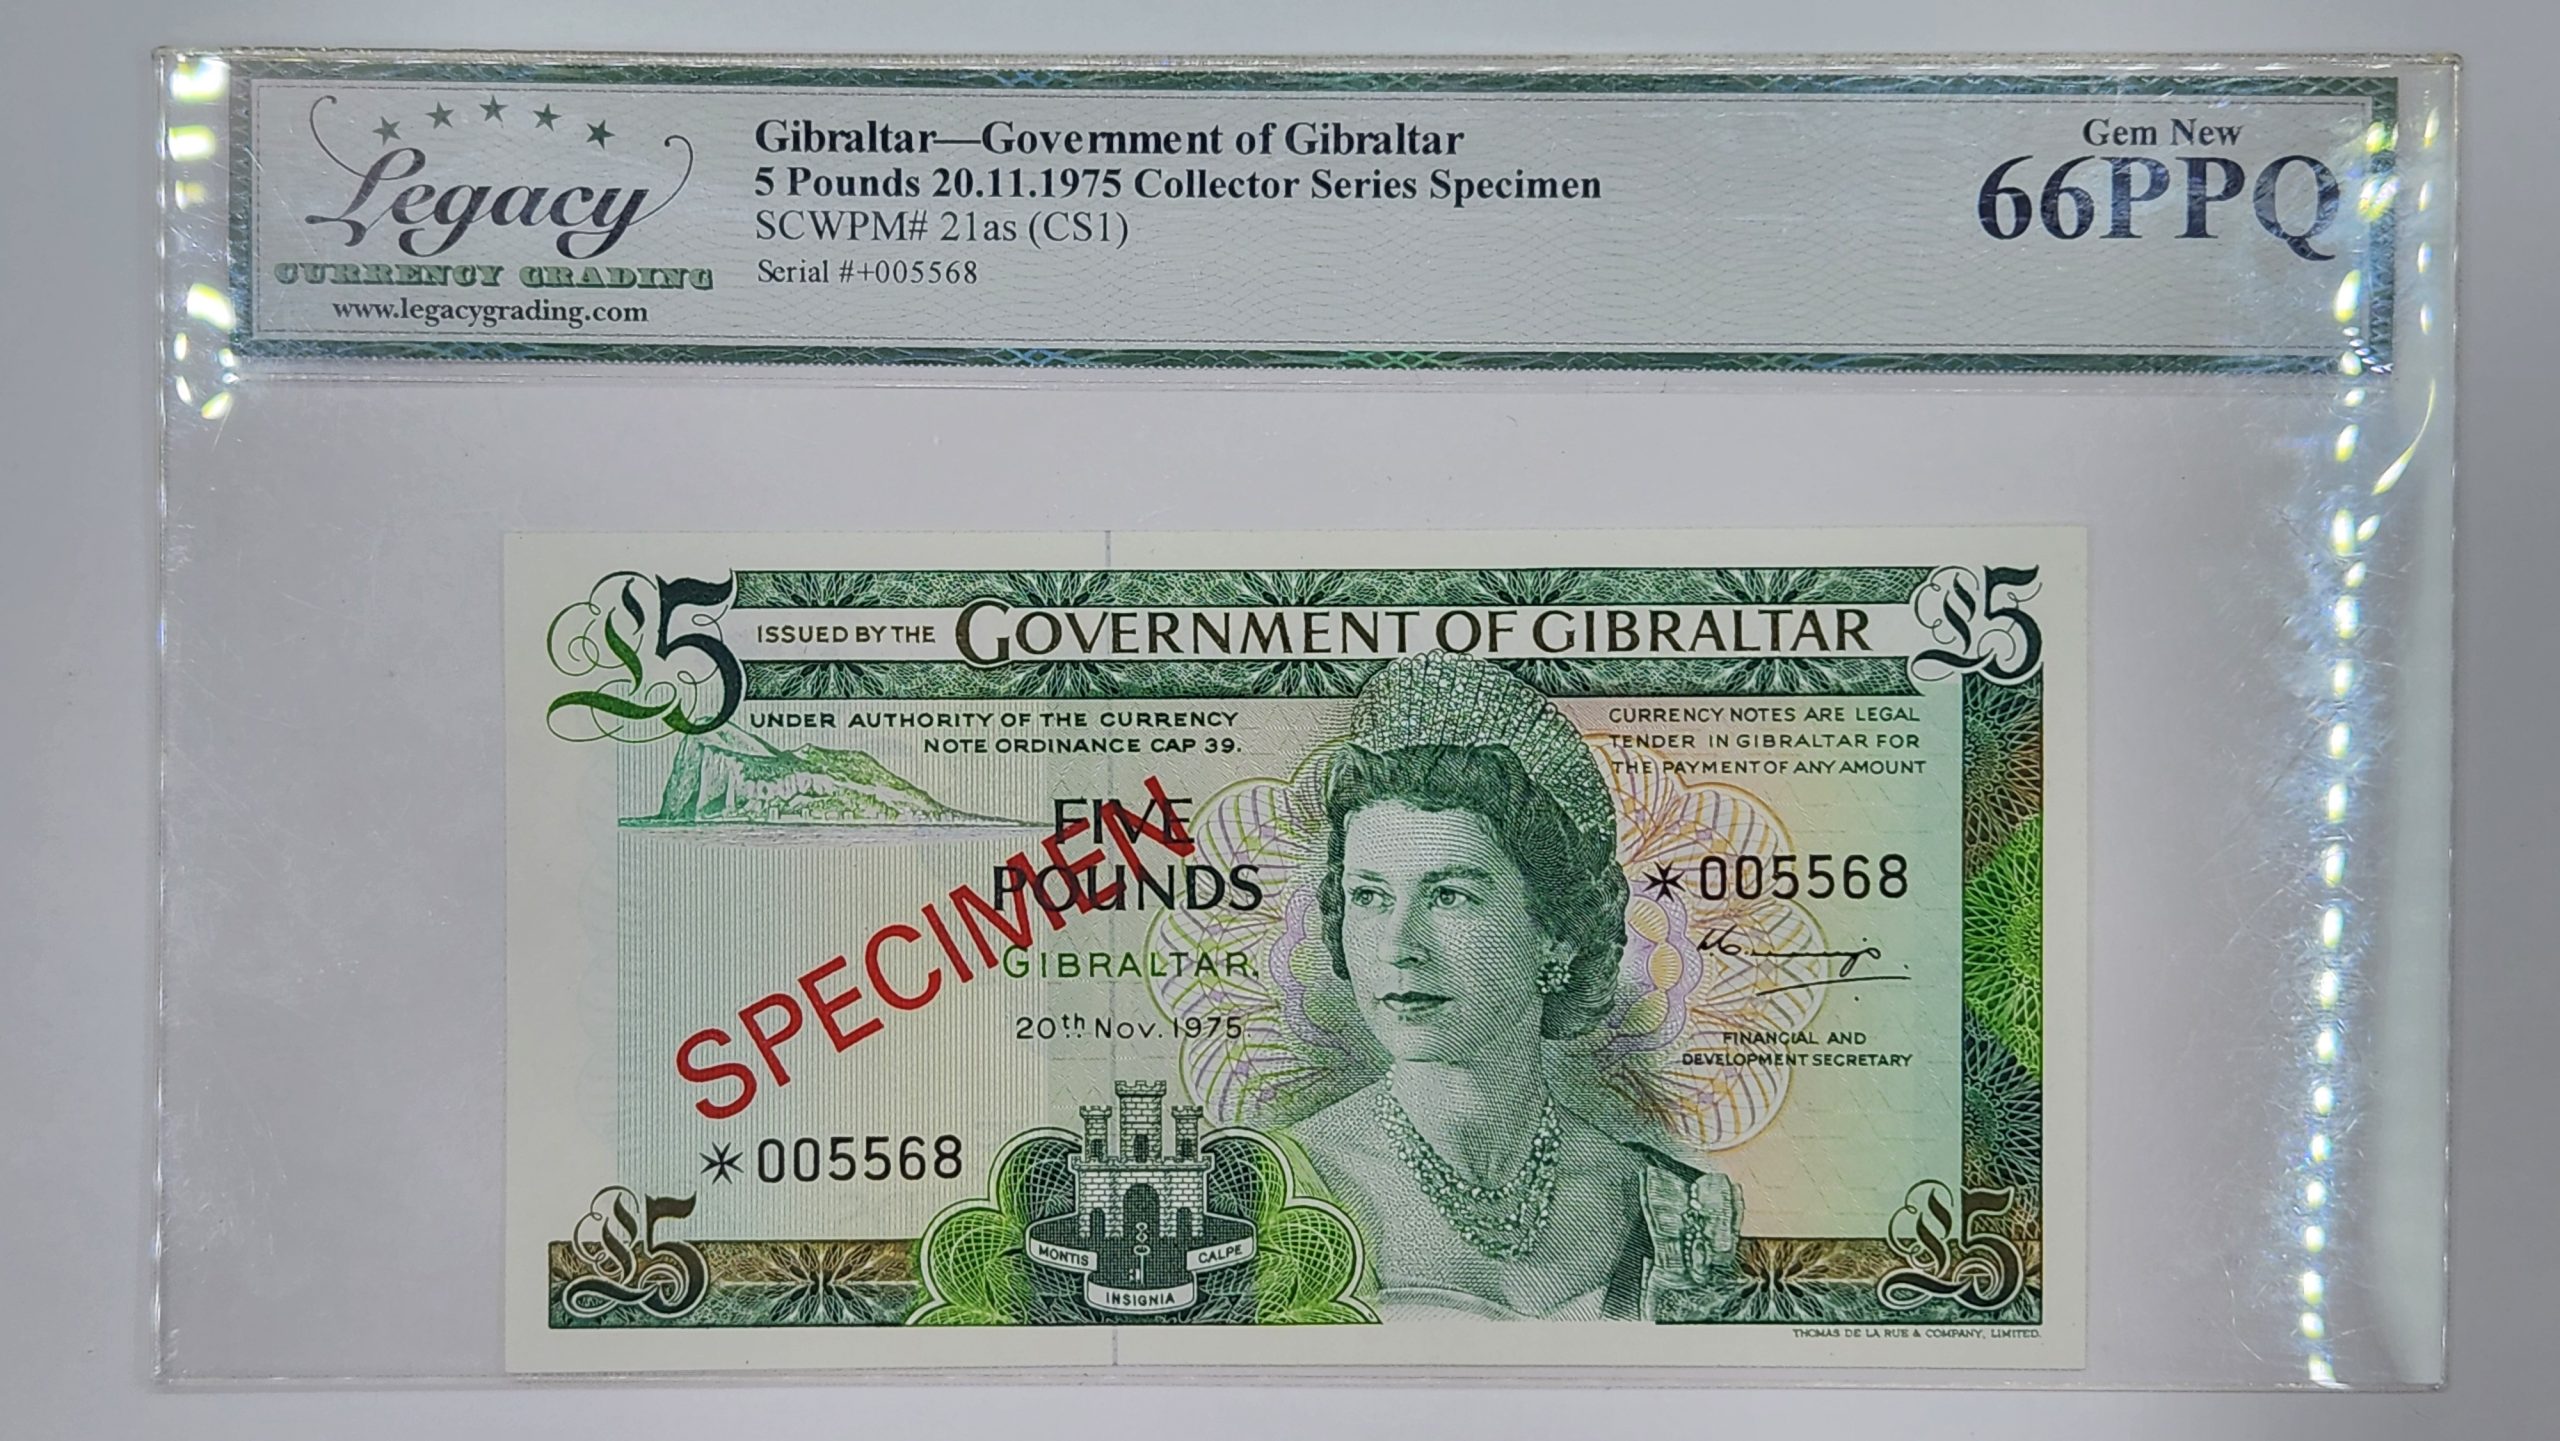 Legacy
CURRENCY GRADING
www.legacygrading.com
Gibraltar—Government of Gibraltar
5 Pounds 20.11.1975 Collector Series Specimen
SCWPM# 21as (CS1)
Serial #+005568
Gem New
66PPQ
£5
ISSUED BY THE GOVERNMENT OF GIBRALTAR
£5
UNDER AUTHORITY OF THE CURRENCY
NOTE ORDINANCE CAP 39.
CURRENCY NOTES ARE LEGAL
TENDER IN GIBRALTAR FOR
THE PAYMENT OF ANY AMOUNT
FIVE
POUNDS
SPECIMEN
GIBRALTAR,
20th Nov. 1975.
*005568
FINANCIAL AND
DEVELOPMENT SECRETARY
*005568
£5
MONTIS
CALPE
INSIGNIA
£5
THOMAS DE LA RUE & COMPANY, LIMITED.